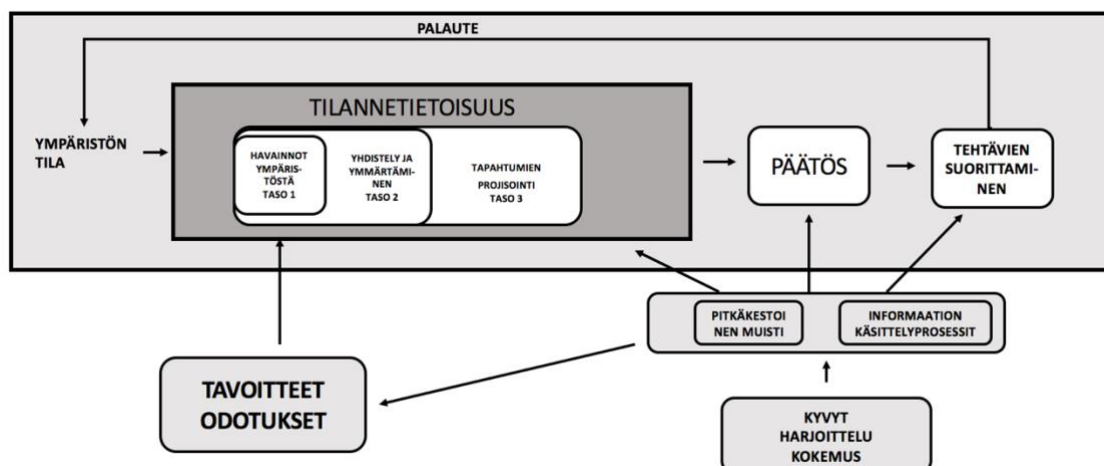 PALAUTE
YMPÄRISTÖN
TILA
TILANNETIETOISUUS
HAVAINNOT
YMPÄRIS-
TÖSTÄ
TASO 1
YHDISTELY JA
YMMÄRTÄMI-
NEN
TASO 2
TAPAHTUMIEN
PROJISOINTI
TASO 3
PÄÄTÖS
TEHTÄVIEN
SUORITTAMI-
NEN
PITKÄKESTOI
NEN MUISTI
INFORMAATION
KÄSITTELYPROSESSIT
TAVOITTEET
ODOTUKSET
KYVYT
HARJOITTELU
KOKEMUS